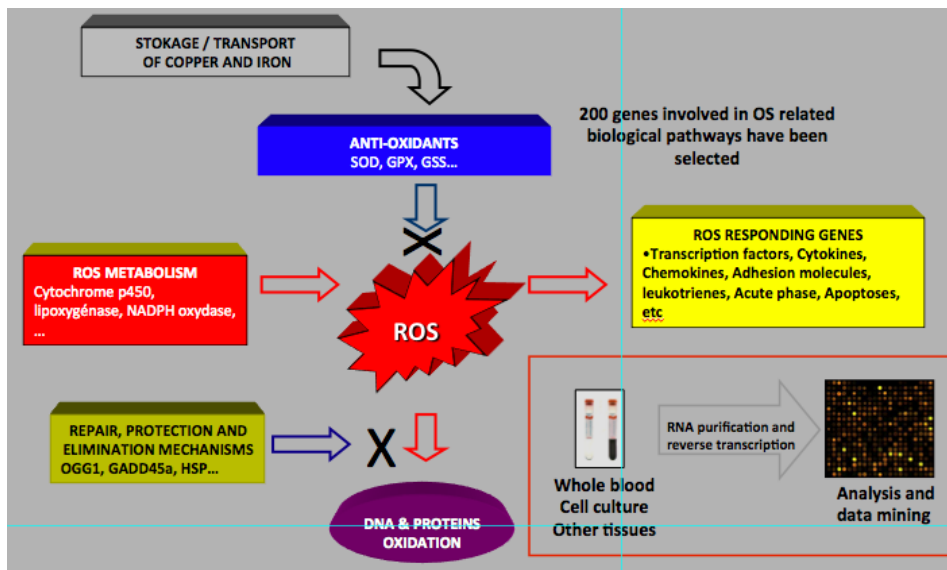 STOKAGE / TRANSPORT
OF COPPER AND IRON
ANTI-OXIDANTS
SOD, GPX, GSS...
200 genes involved in OS related
biological pathways have been
selected
ROS METABOLISM
Cytochrome p450,
lipoxygénase, NADPH oxydase,
...
ROS
ROS RESPONDING GENES
•Transcription factors, Cytokines,
Chemokines, Adhesion molecules,
leukotrienes, Acute phase, Apoptoses,
etc
REPAIR, PROTECTION AND
ELIMINATION MECHANISMS
OGG1, GADD45a, HSP...
X
X
DNA & PROTEINS
OXIDATION
Whole blood
Cell culture
Other tissues
RNA purification and
reverse transcription
Analysis and
data mining